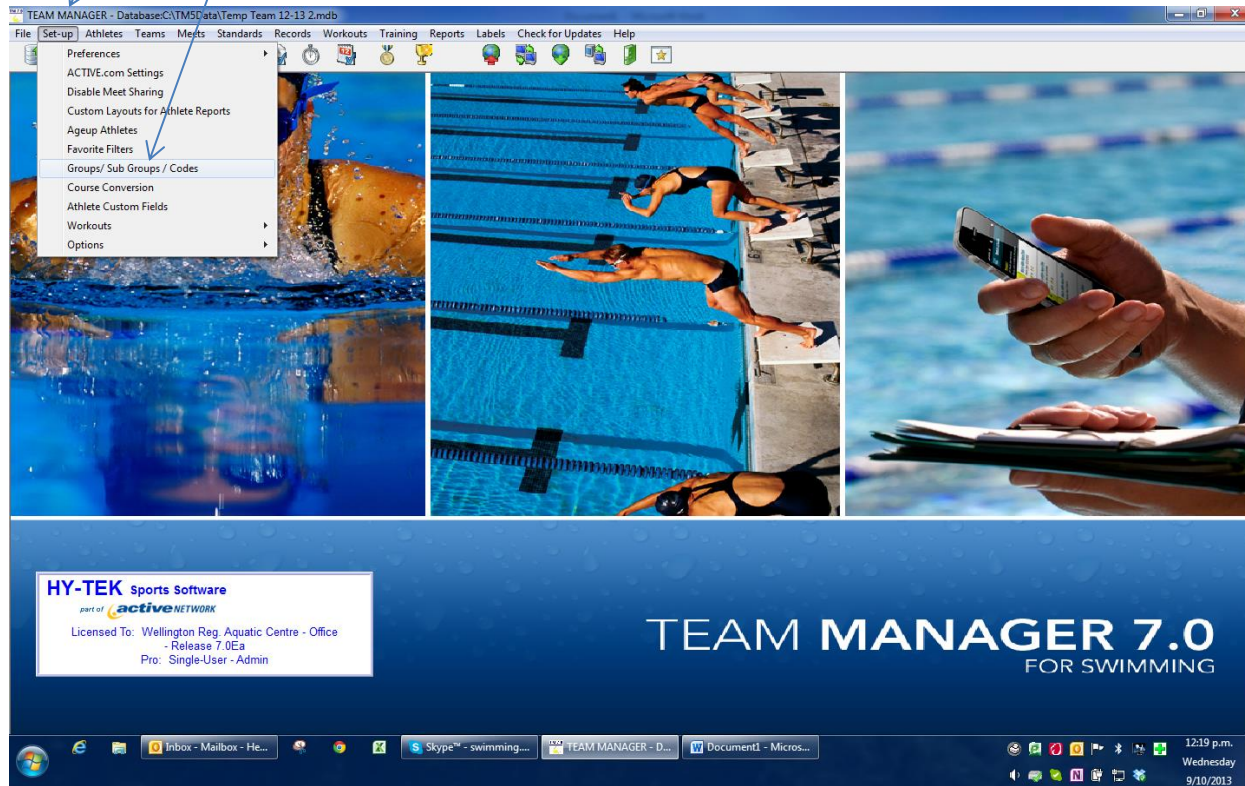 TEAM MANAGER - Database:C:\TM5Data\Temp Team 12-13 2.mdb
File Set-up Athletes Teams Meets Standards Records Workouts Training Reports Labels Check for Updates Help
Preferences
ACTIVE.com Settings
Disable Meet Sharing
Custom Layouts for Athlete Reports
Ageup Athletes
Favorite Filters
Groups/ Sub Groups / Codes
Course Conversion
Athlete Custom Fields
Workouts
Options
HY-TEK Sports Software
part of active NETWORK
Licensed To: Wellington Reg. Aquatic Centre - Office
- Release 7.0Ea
Pro: Single-User - Admin
TEAM MANAGER 7.0
FOR SWIMMING
Inbox - Mailbox - He... Skype™ - swimming.... TEAM MANAGER - D... Document1 - Micros...
12:19 p.m.
Wednesday
9/10/2013